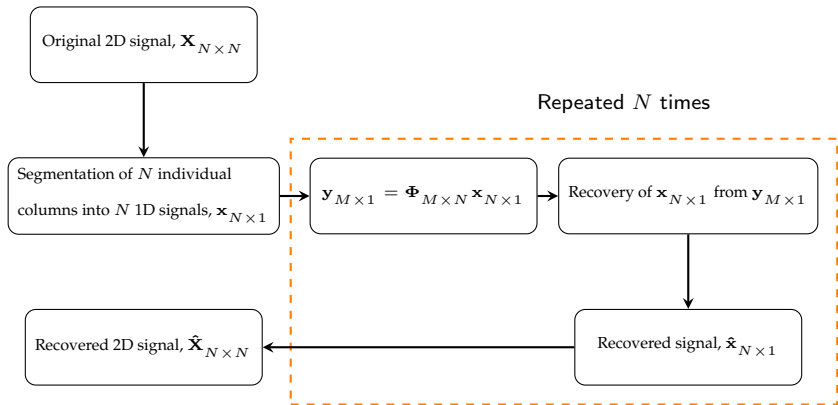 Original 2D signal, X_{N×N}
Repeated N times
Segmentation of N individual
columns into N 1D signals, x_{N×1}
y_{M×1} = Φ_{M×N} x_{N×1}
Recovery of x_{N×1} from y_{M×1}
Recovered 2D signal, X̂_{N×N}
Recovered signal, x̂_{N×1}